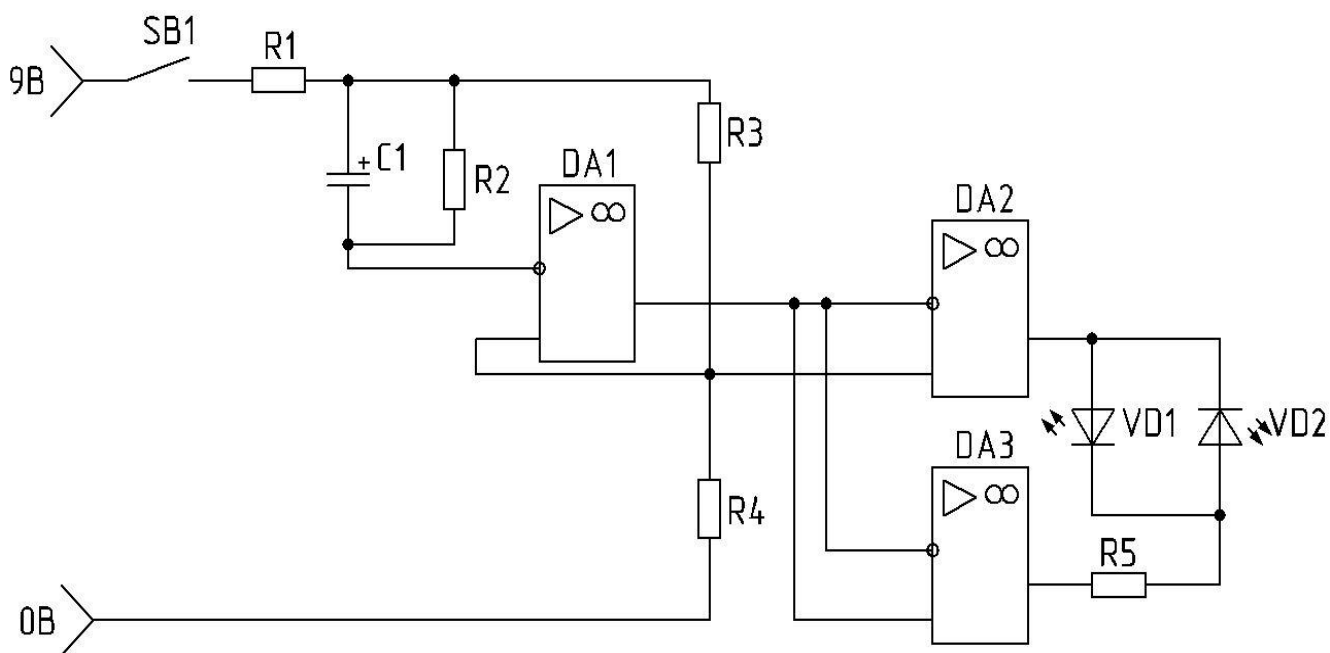 SB1
R1
9В
R3
C1
R2
DA1
∞
DA2
∞
VD1
VD2
DA3
∞
R4
R5
0В